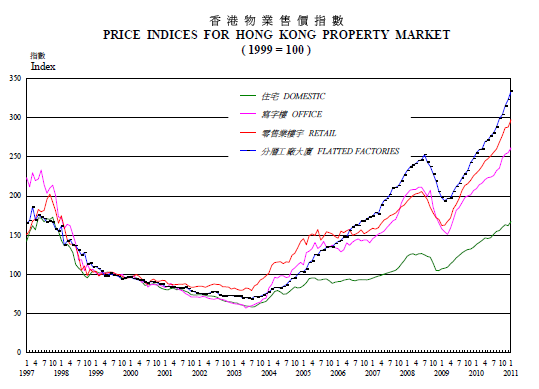 香港物業售價指數
PRICE INDICES FOR HONG KONG PROPERTY MARKET
( 1999 = 100 )
指數
Index
350
300
250
200
150
100
50
0
住宅 DOMESTIC
寫字樓 OFFICE
零售業樓宇 RETAIL
分層工廠大廈 FLATTED FACTORIES
1 4 7 10 1 4 7 10 1 4 7 10 1 4 7 10 1 4 7 10 1 4 7 10 1 4 7 10 1 4 7 10 1 4 7 10 1 4 7 10 1 4 7 10 1 4 7 10 1 4 7 10 1 4 7 10 1
1997 1998 1999 2000 2001 2002 2003 2004 2005 2006 2007 2008 2009 2010 2011